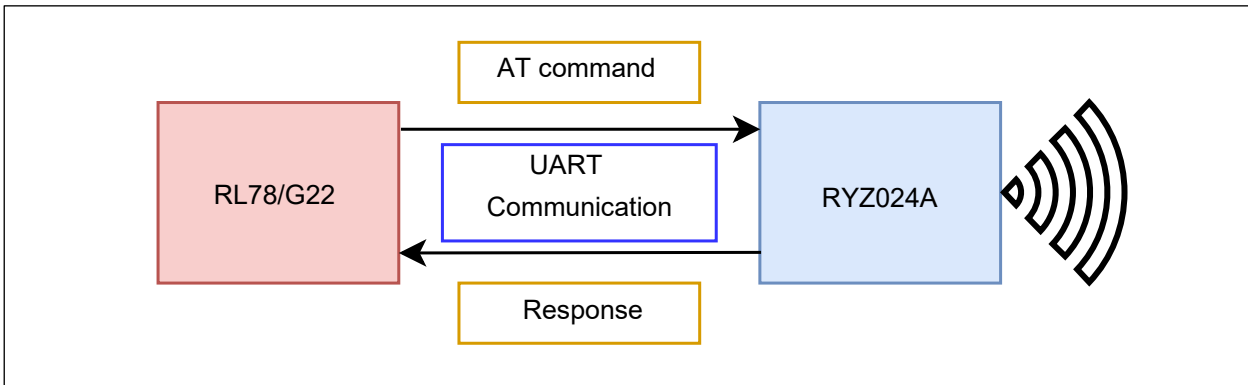 AT command
RL78/G22
UART
Communication
RYZ024A
Response